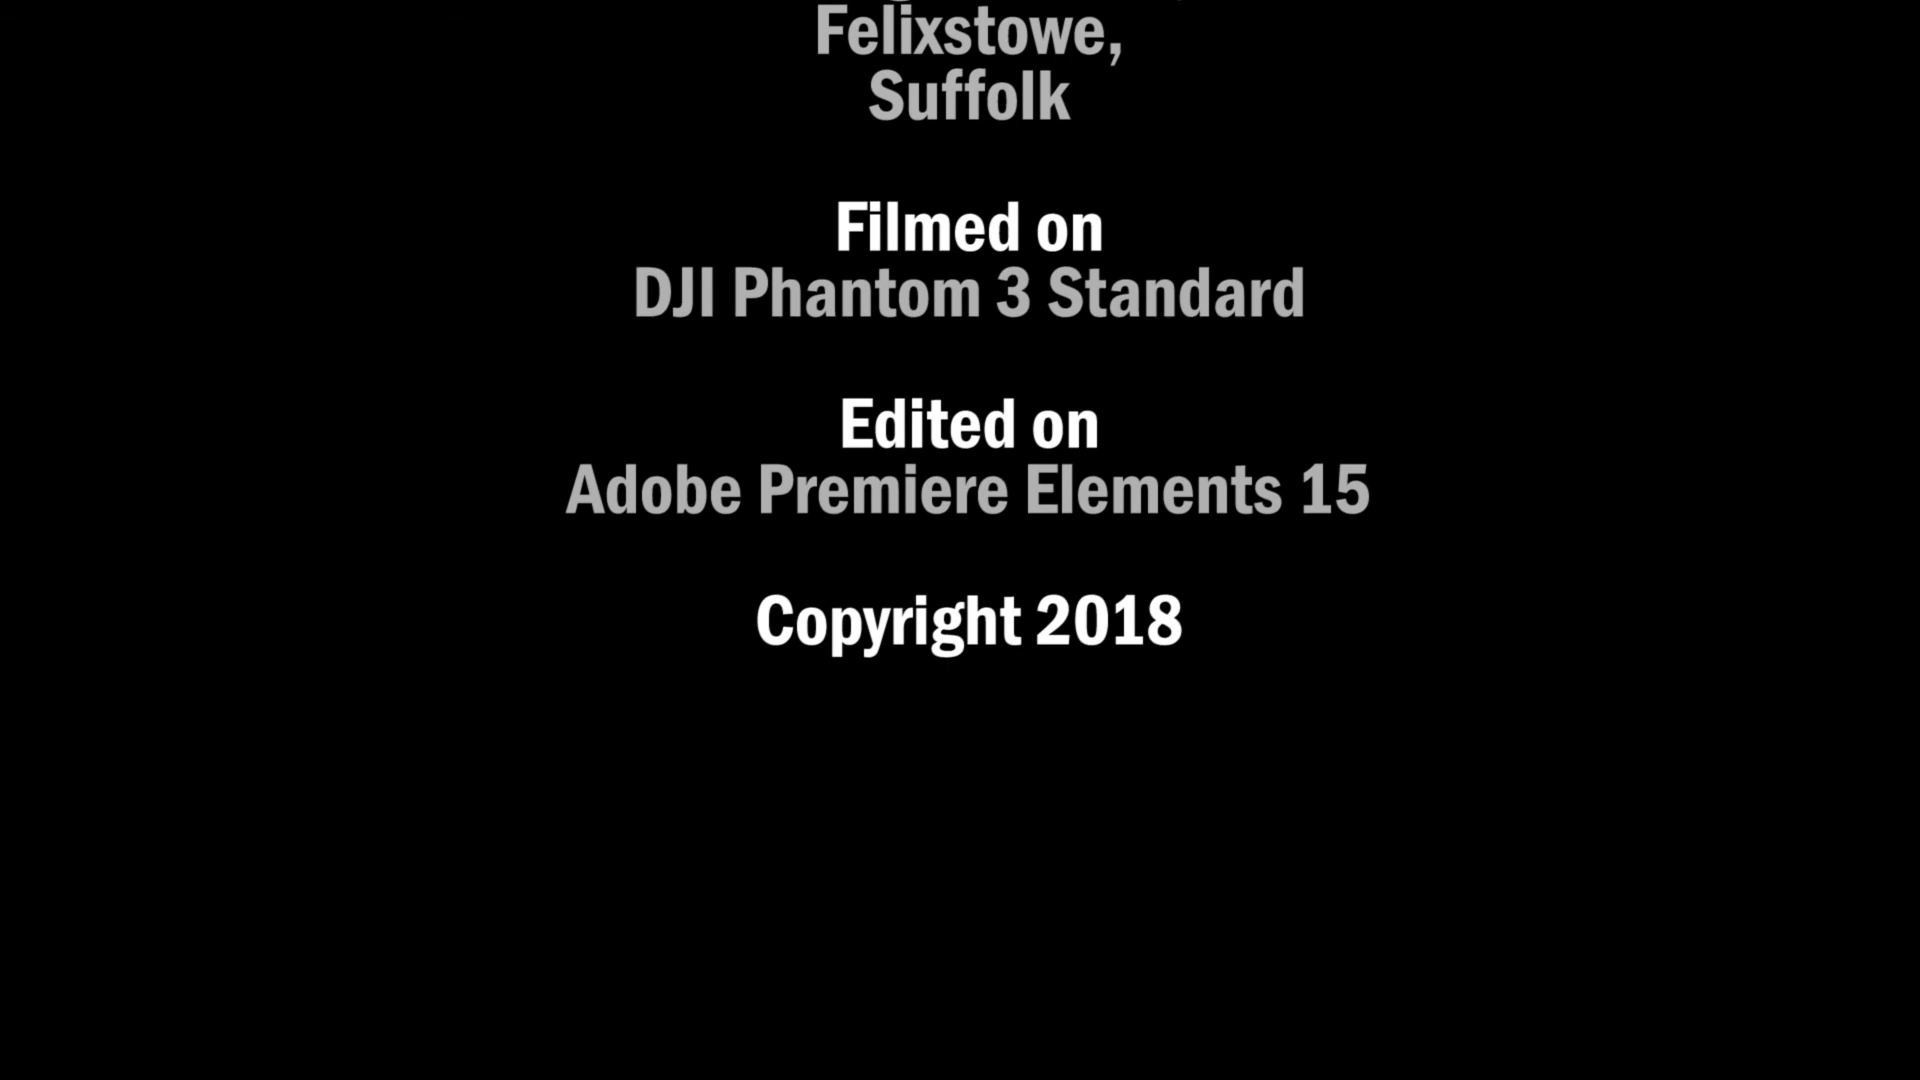 Felixstowe,
Suffolk
Filmed on
DJI Phantom 3 Standard
Edited on
Adobe Premiere Elements 15
Copyright 2018